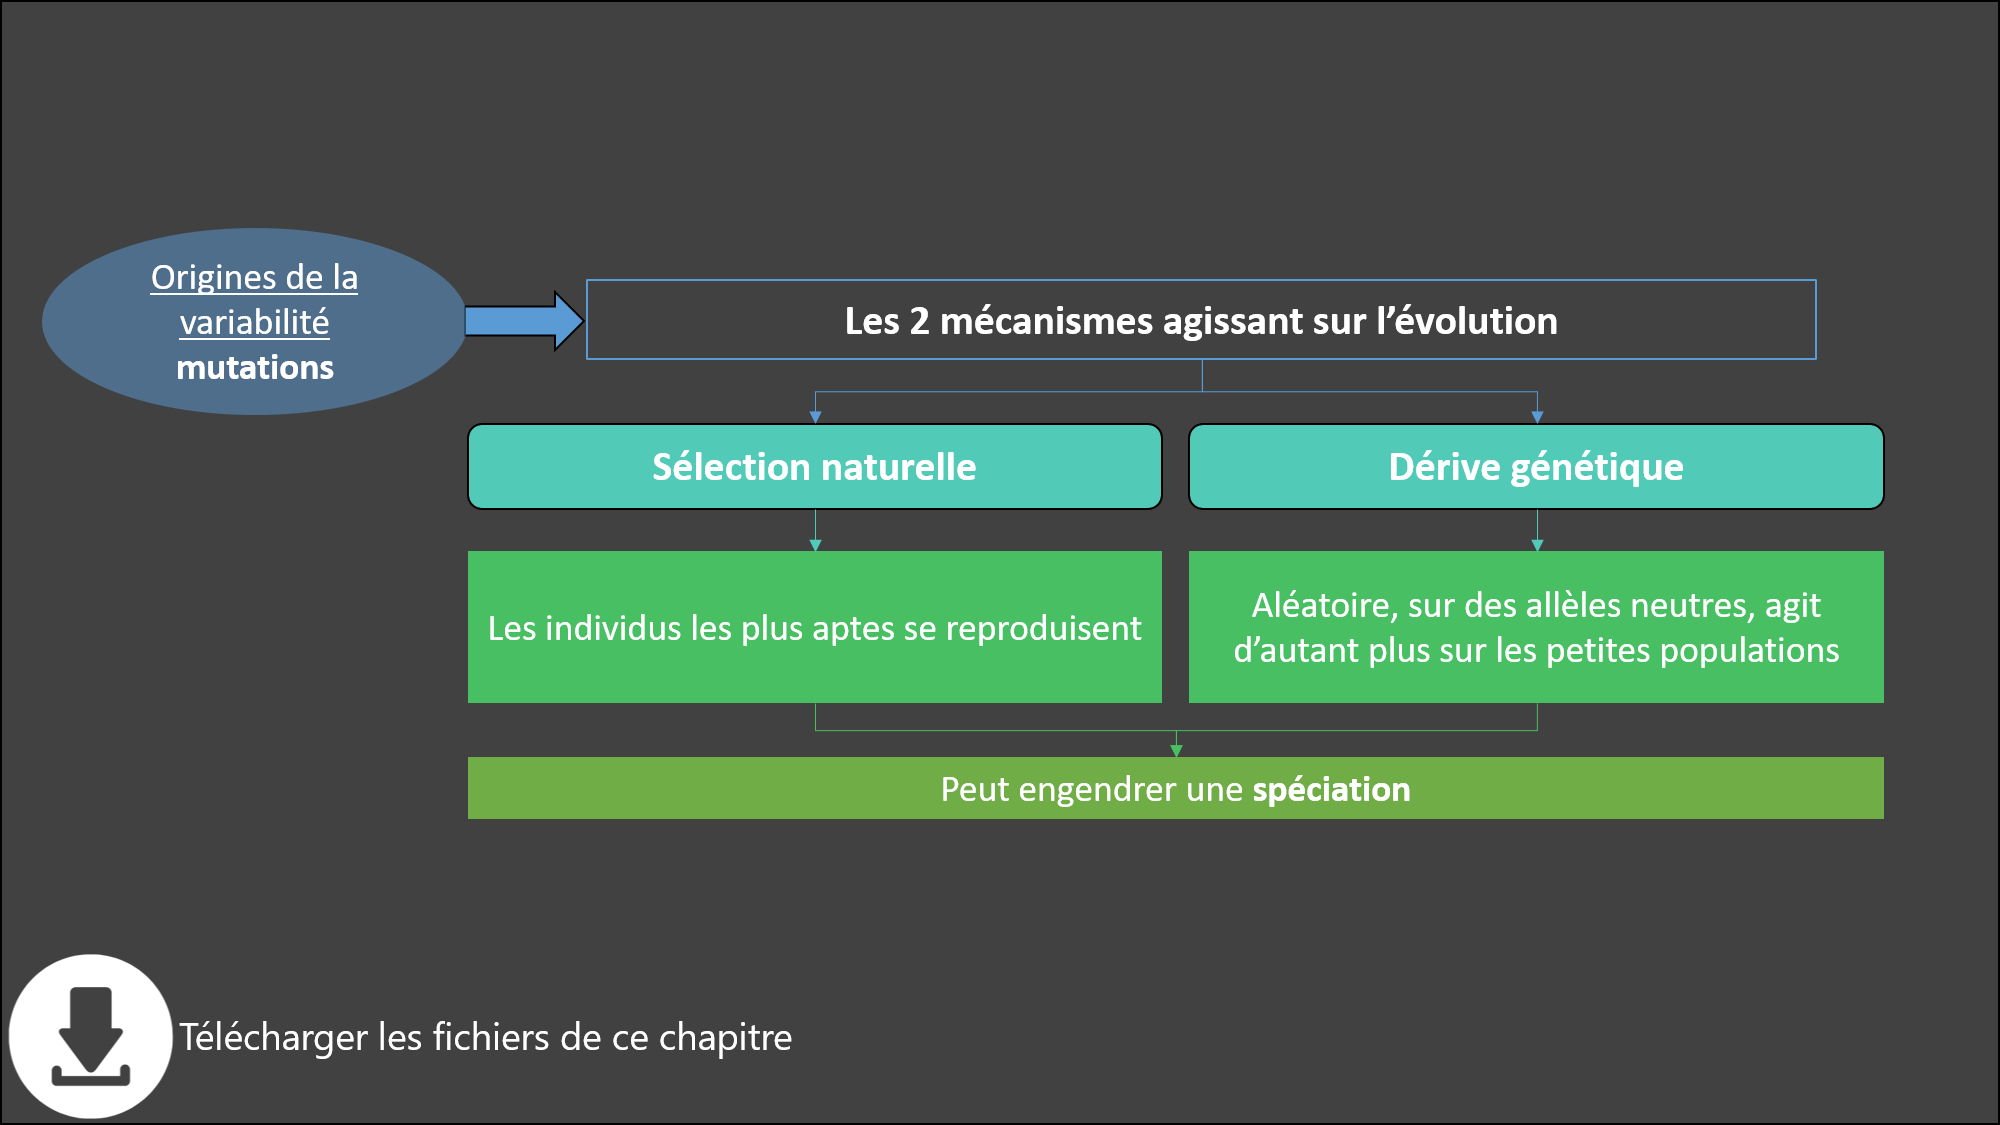 Origines de la
variabilité
mutations
Les 2 mécanismes agissant sur l’évolution
Sélection naturelle
Dérive génétique
Les individus les plus aptes se reproduisent
Aléatoire, sur des allèles neutres, agit
d’autant plus sur les petites populations
Peut engendrer une spéciation
Télécharger les fichiers de ce chapitre